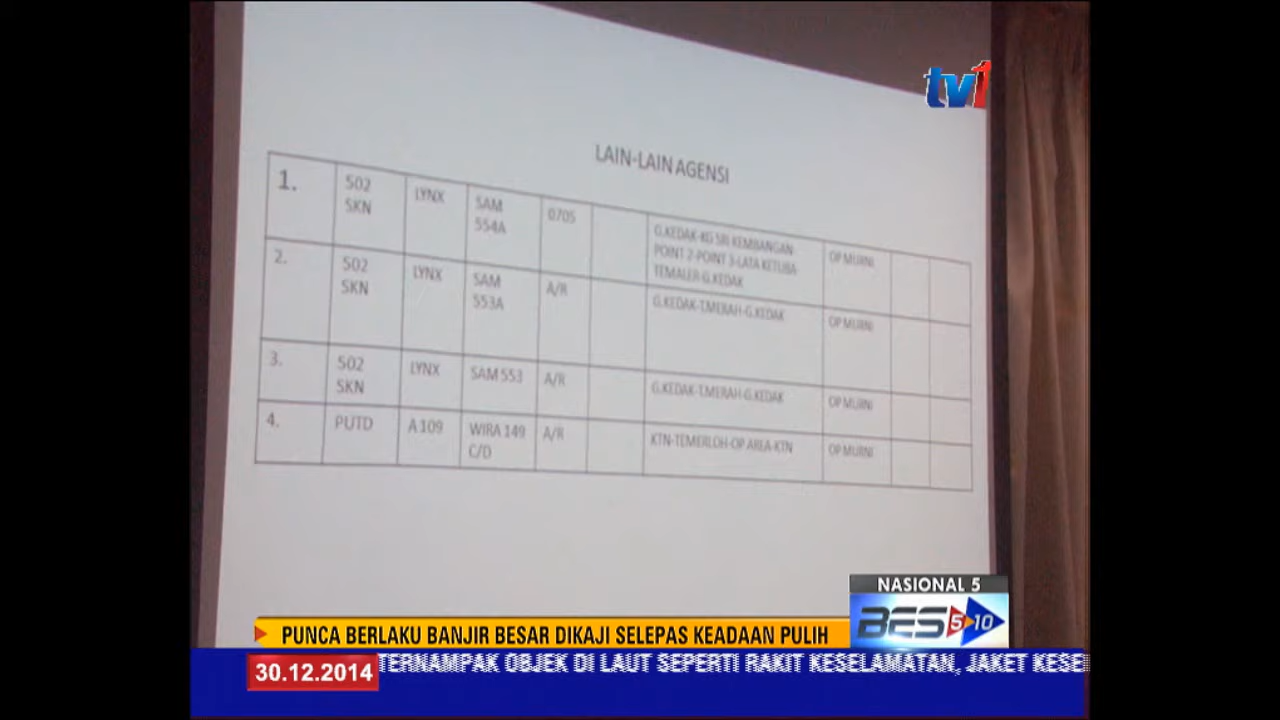 tv1
LAIN-LAIN AGENSI
1.
502
SKN
LYNX
SAM
554A
0705
G.KEDAK-KG SRI KEMBANGAN
POINT 2-POINT 3-LATA KETUBA
TEMALER-G.KEDAK
OP MURNI
2.
502
SKN
LYNX
SAM
553A
A/R
G.KEDAK-T.MERAH-G.KEDAK
OP MURNI
3.
502
SKN
LYNX
SAM 553
A/R
G.KEDAK-T.MERAH-G.KEDAK
OP MURNI
4.
PUTD
A 109
WIRA 149
C/D
A/R
KTN-TEMERLOH-OP AREA-KTN
OP MURNI
NASIONAL 5
BES 5 10
PUNCA BERLAKU BANJIR BESAR DIKAJI SELEPAS KEADAAN PULIH
30.12.2014
TERNAMPAK OBJEK DI LAUT SEPERTI RAKIT KESELAMATAN, JAKET KESE